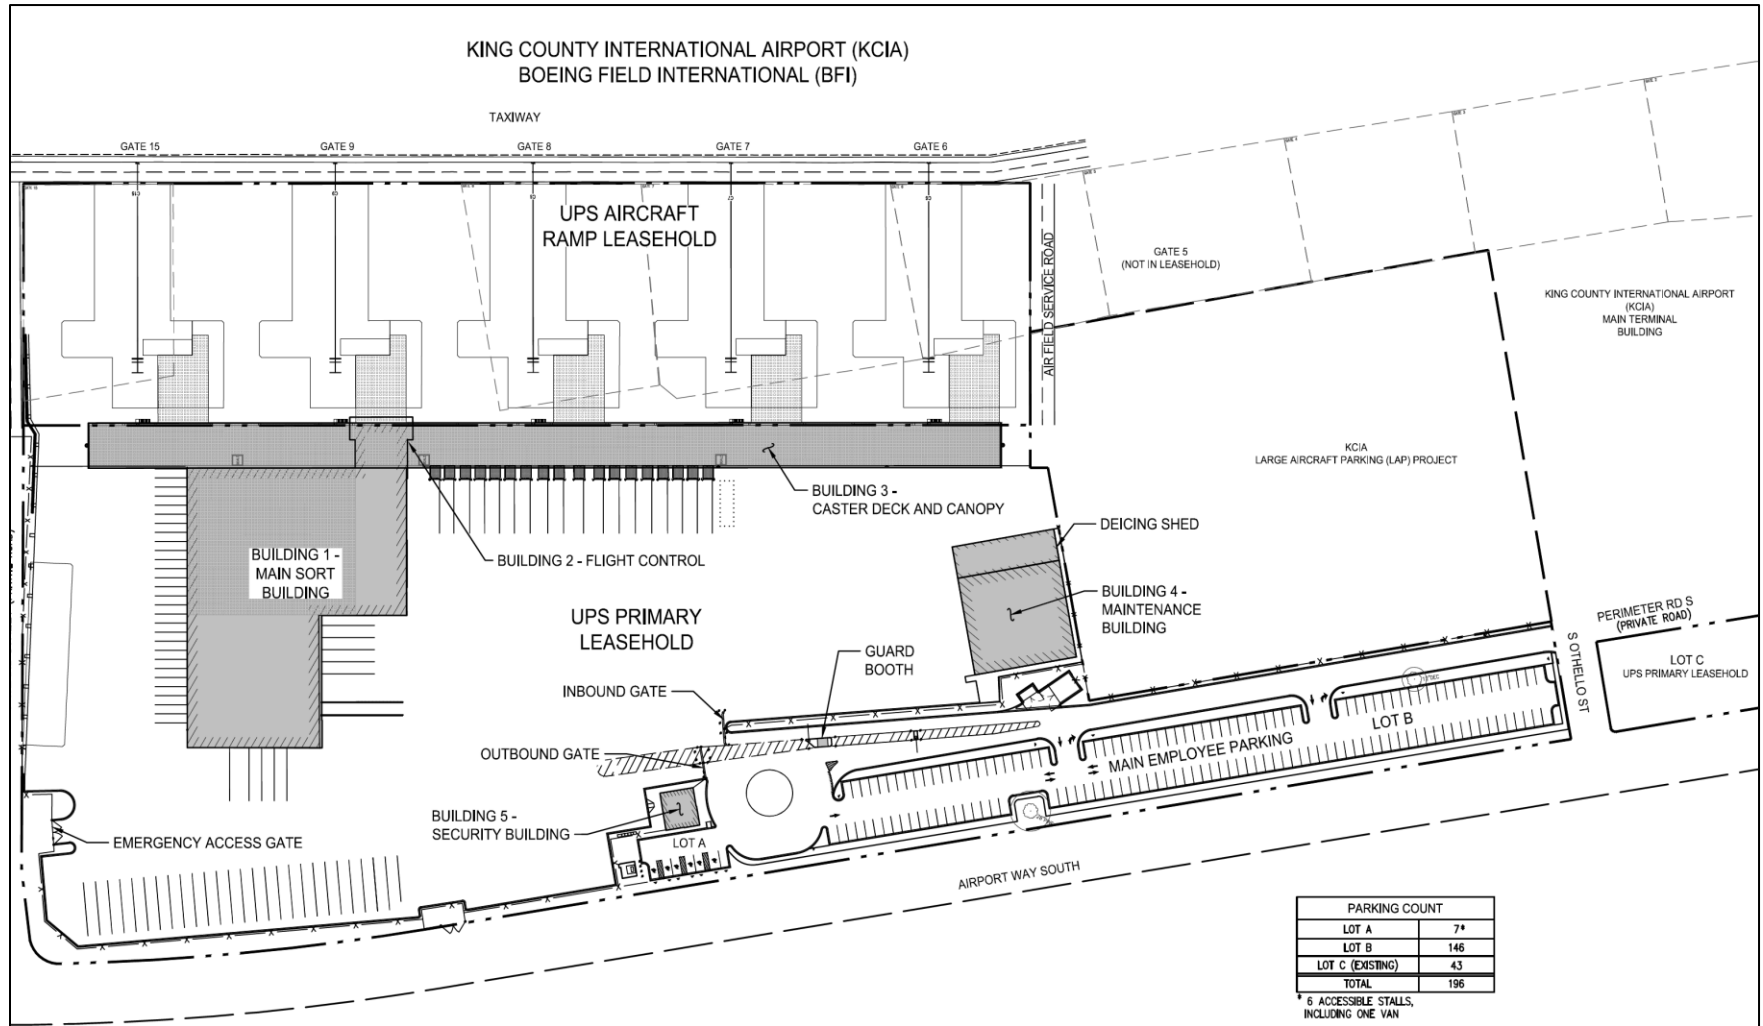 KING COUNTY INTERNATIONAL AIRPORT (KCIA)
BOEING FIELD INTERNATIONAL (BFI)
TAXIWAY
GATE 15
GATE 9
GATE 8
GATE 7
GATE 6
UPS AIRCRAFT
RAMP LEASEHOLD
AIR FIELD SERVICE ROAD
GATE 5
(NOT IN LEASEHOLD)
KING COUNTY INTERNATIONAL AIRPORT
(KCIA)
MAIN TERMINAL
BUILDING
KCIA
LARGE AIRCRAFT PARKING (LAP) PROJECT
BUILDING 3 -
CASTER DECK AND CANOPY
DEICING SHED
BUILDING 1 -
MAIN SORT
BUILDING
BUILDING 2 - FLIGHT CONTROL
BUILDING 4 -
MAINTENANCE
BUILDING
UPS PRIMARY
LEASEHOLD
PERIMETER RD S
(PRIVATE ROAD)
GUARD
BOOTH
S OTHELLO ST
LOT C
UPS PRIMARY LEASEHOLD
INBOUND GATE
LOT B
OUTBOUND GATE
MAIN EMPLOYEE PARKING
BUILDING 5 -
SECURITY BUILDING
EMERGENCY ACCESS GATE
LOT A
AIRPORT WAY SOUTH
PARKING COUNT
LOT A 7*
LOT B 146
LOT C (EXISTING) 43
TOTAL 196
* 6 ACCESSIBLE STALLS,
INCLUDING ONE VAN